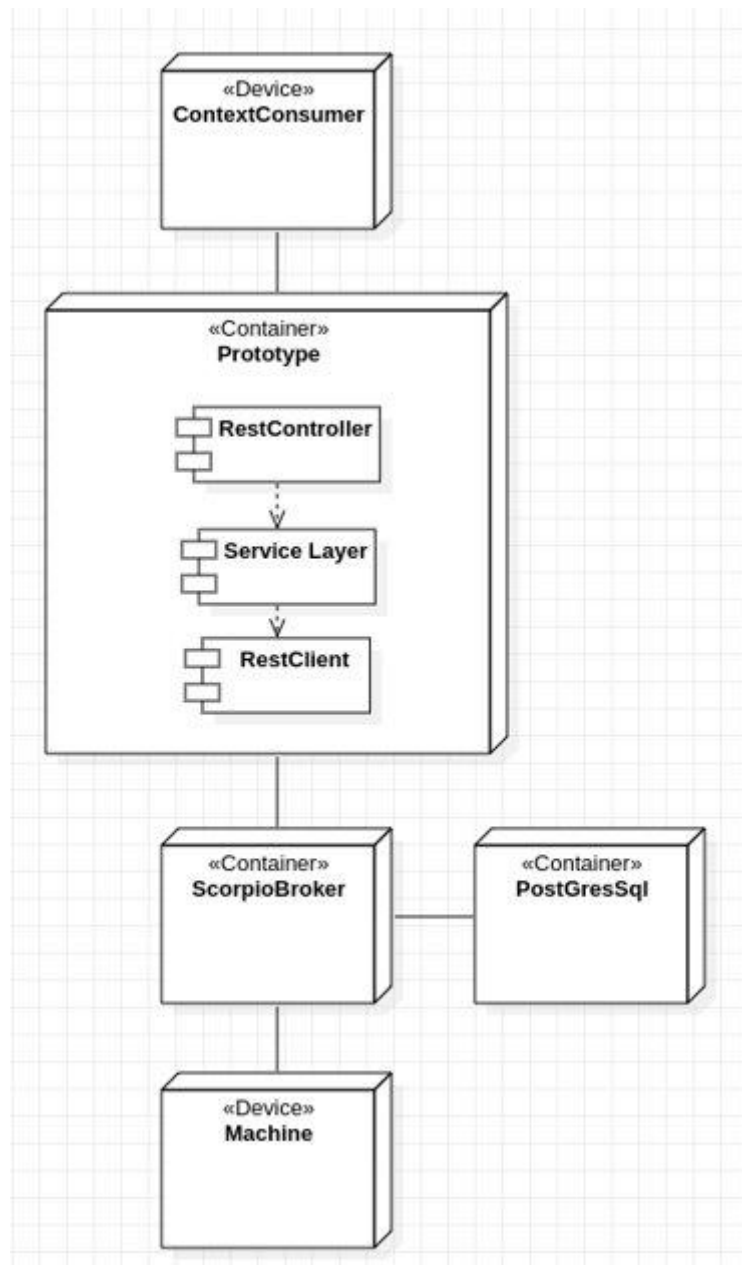 «Device»
ContextConsumer
«Container»
Prototype
RestController
Service Layer
RestClient
«Container»
ScorpioBroker
«Container»
PostGresSql
«Device»
Machine